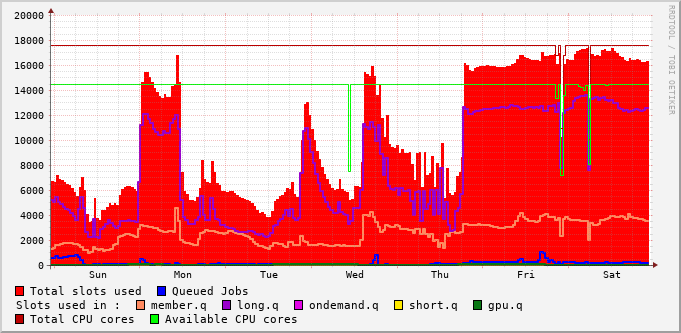 RRDTOOL / TOBI OETIKER
20000
18000
16000
14000
12000
10000
8000
6000
4000
2000
0
Sun Mon Tue Wed Thu Fri Sat
Total slots used Queued Jobs
Slots used in : member.q long.q ondemand.q short.q gpu.q
Total CPU cores Available CPU cores